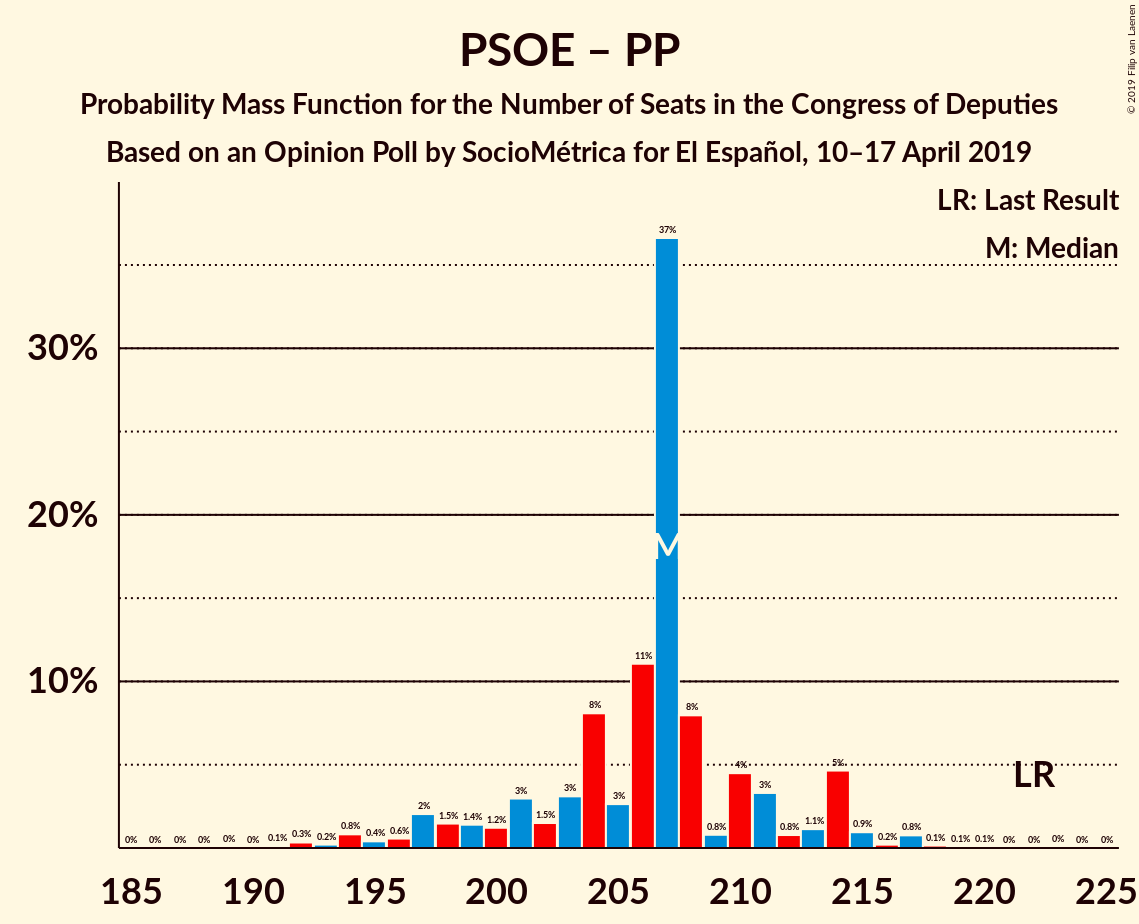 © 2019 Filip van Laenen
PSOE – PP
Probability Mass Function for the Number of Seats in the Congress of Deputies
Based on an Opinion Poll by SocioMétrica for El Español, 10–17 April 2019
LR: Last Result
M: Median
37%
30%
20%
M
11%
10%
8%
8%
5%
4%
LR
3%
3%
3%
3%
2%
1.5%
1.4%
1.2%
1.5%
0.8%
0.8%
1.1%
0.9%
0.8%
0% 0% 0% 0% 0% 0% 0.1% 0.3% 0.2% 0.8% 0.4% 0.6%
0.2% 0.1% 0.1% 0.1% 0% 0% 0% 0% 0%
185 190 195 200 205 210 215 220 225